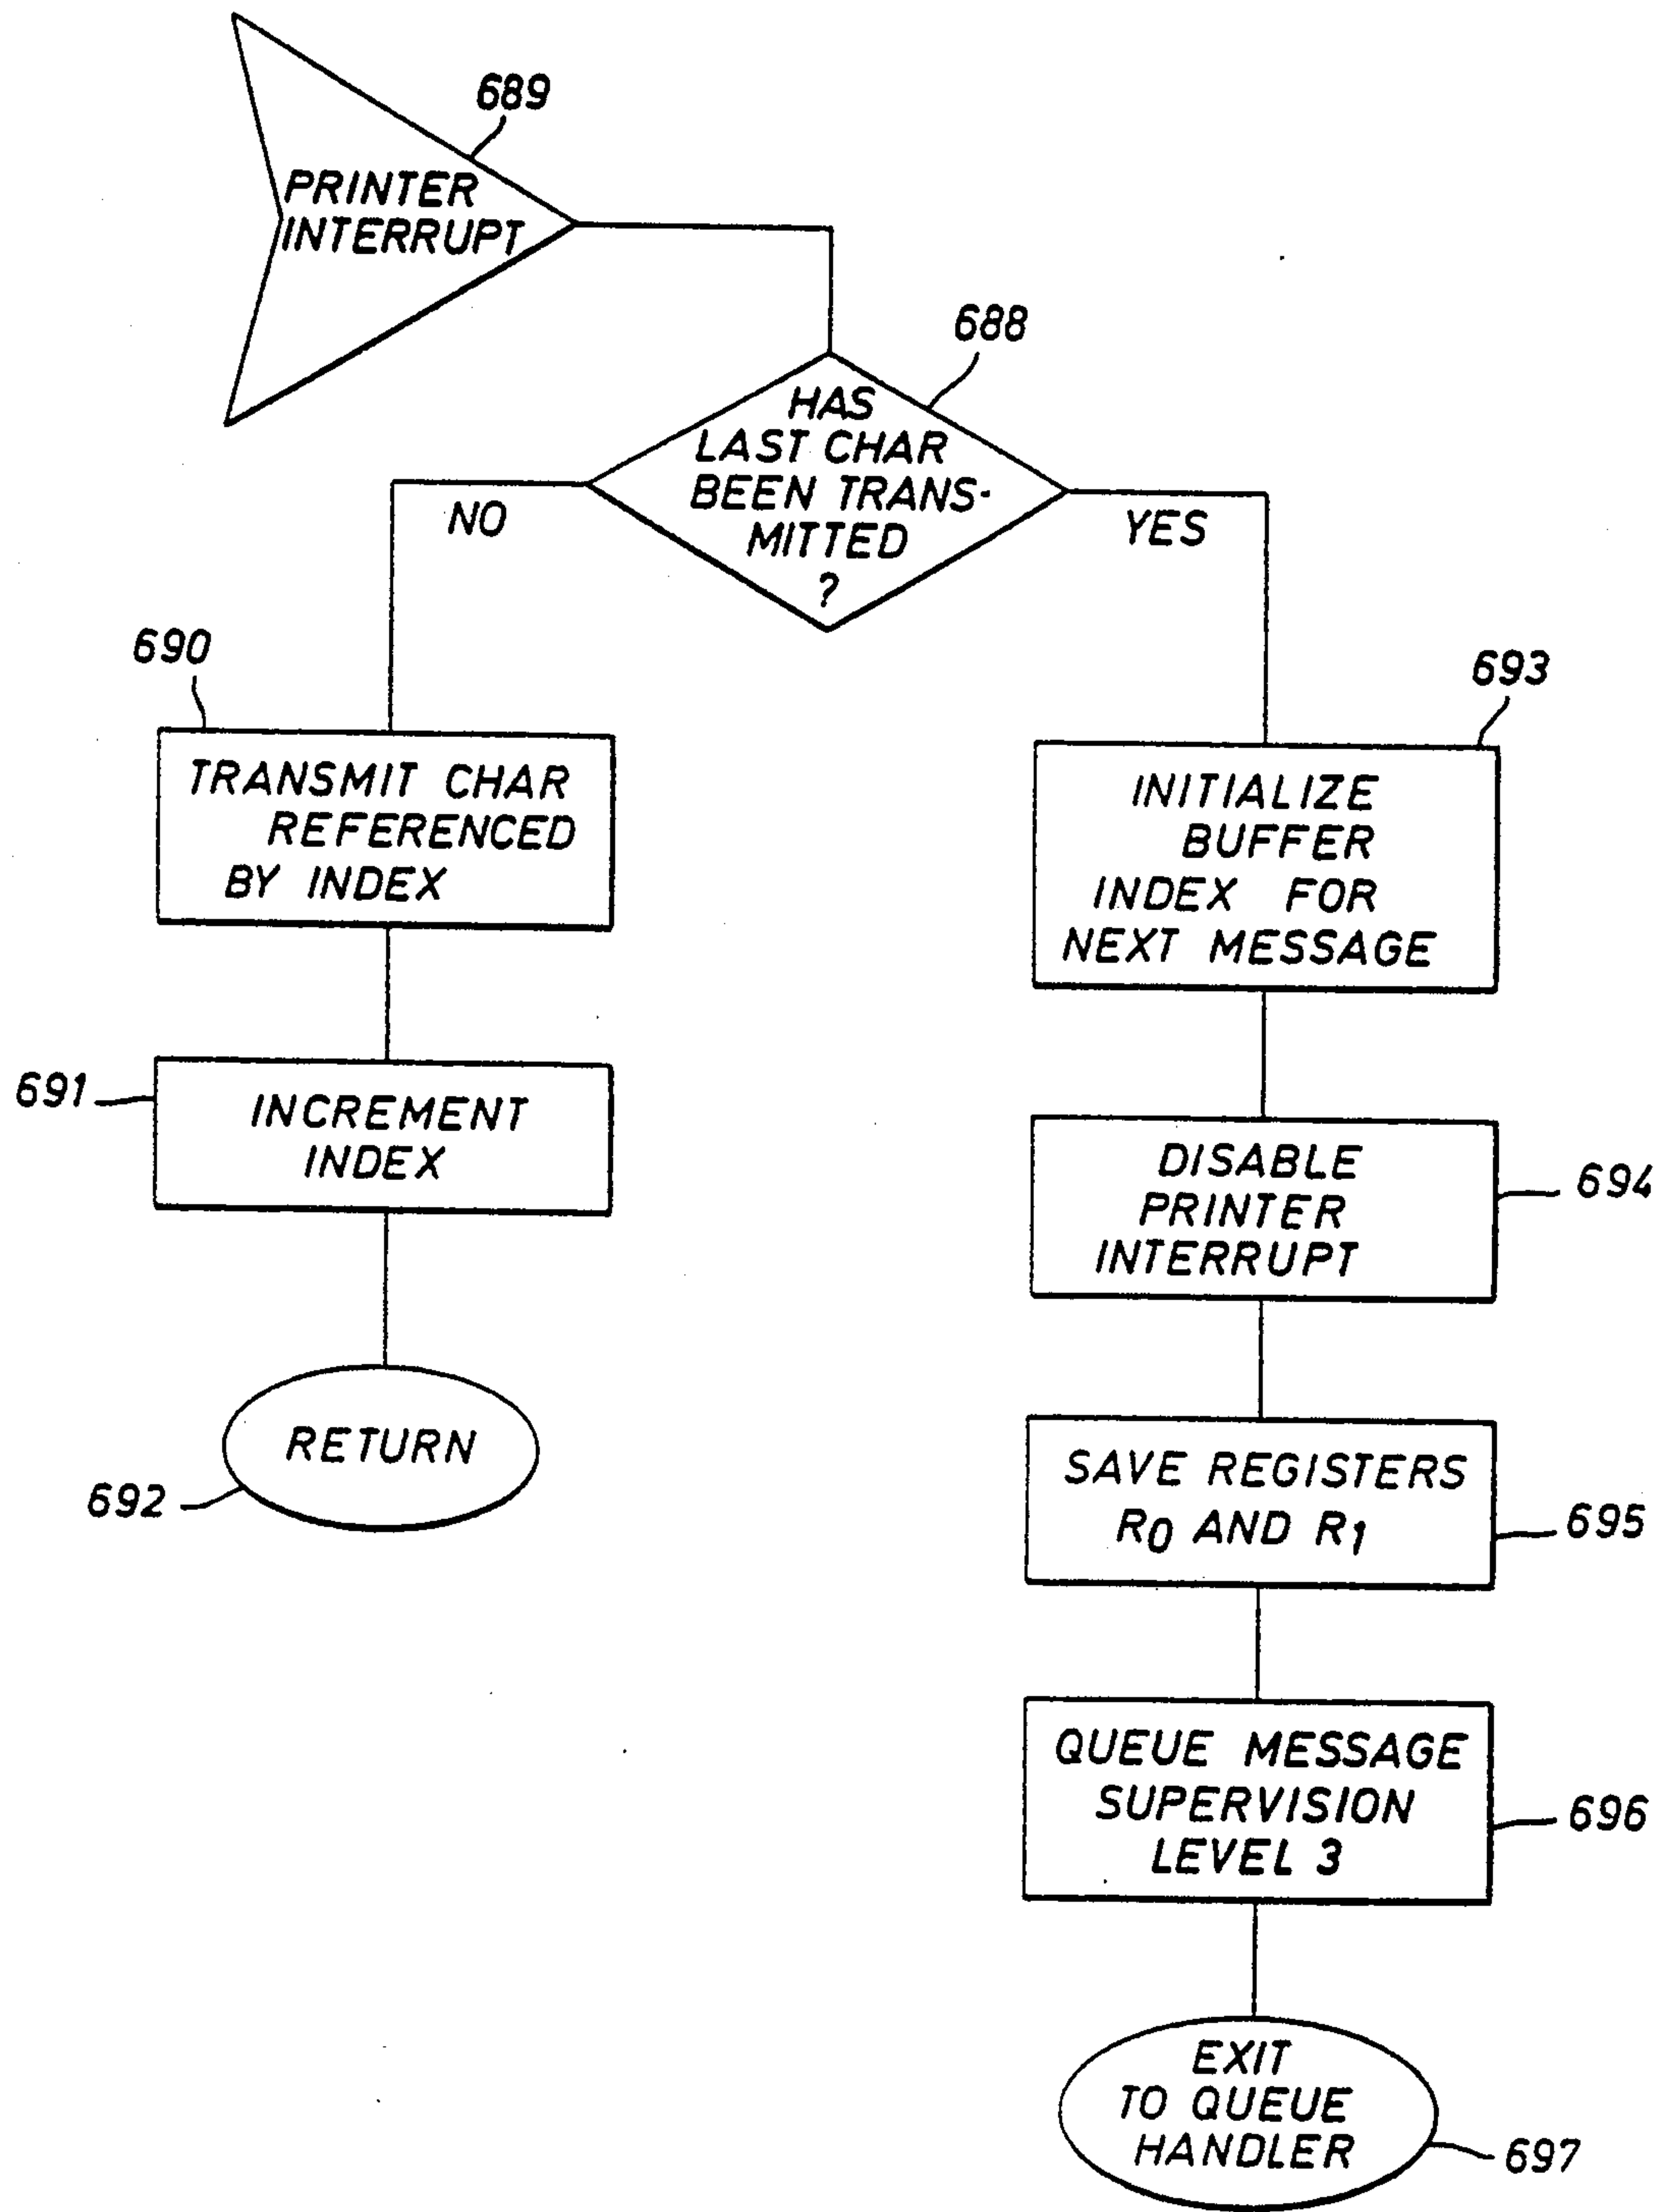 689
PRINTER
INTERRUPT
688
HAS
LAST CHAR
BEEN TRANS-
MITTED
?
NO
YES
690
TRANSMIT CHAR
REFERENCED
BY INDEX
693
INITIALIZE
BUFFER
INDEX FOR
NEXT MESSAGE
691
INCREMENT
INDEX
DISABLE
PRINTER
INTERRUPT
694
RETURN
692
SAVE REGISTERS
R0 AND R1
695
QUEUE MESSAGE
SUPERVISION
LEVEL 3
696
EXIT
TO QUEUE
HANDLER
697